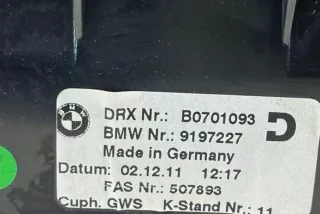 BMW
DRX Nr.: B0701093
D
BMW Nr.: 9197227
Made in Germany
Datum: 02.12.11 12:17
FAS Nr.: 507893
Cuph. GWS K-Stand Nr.: 11